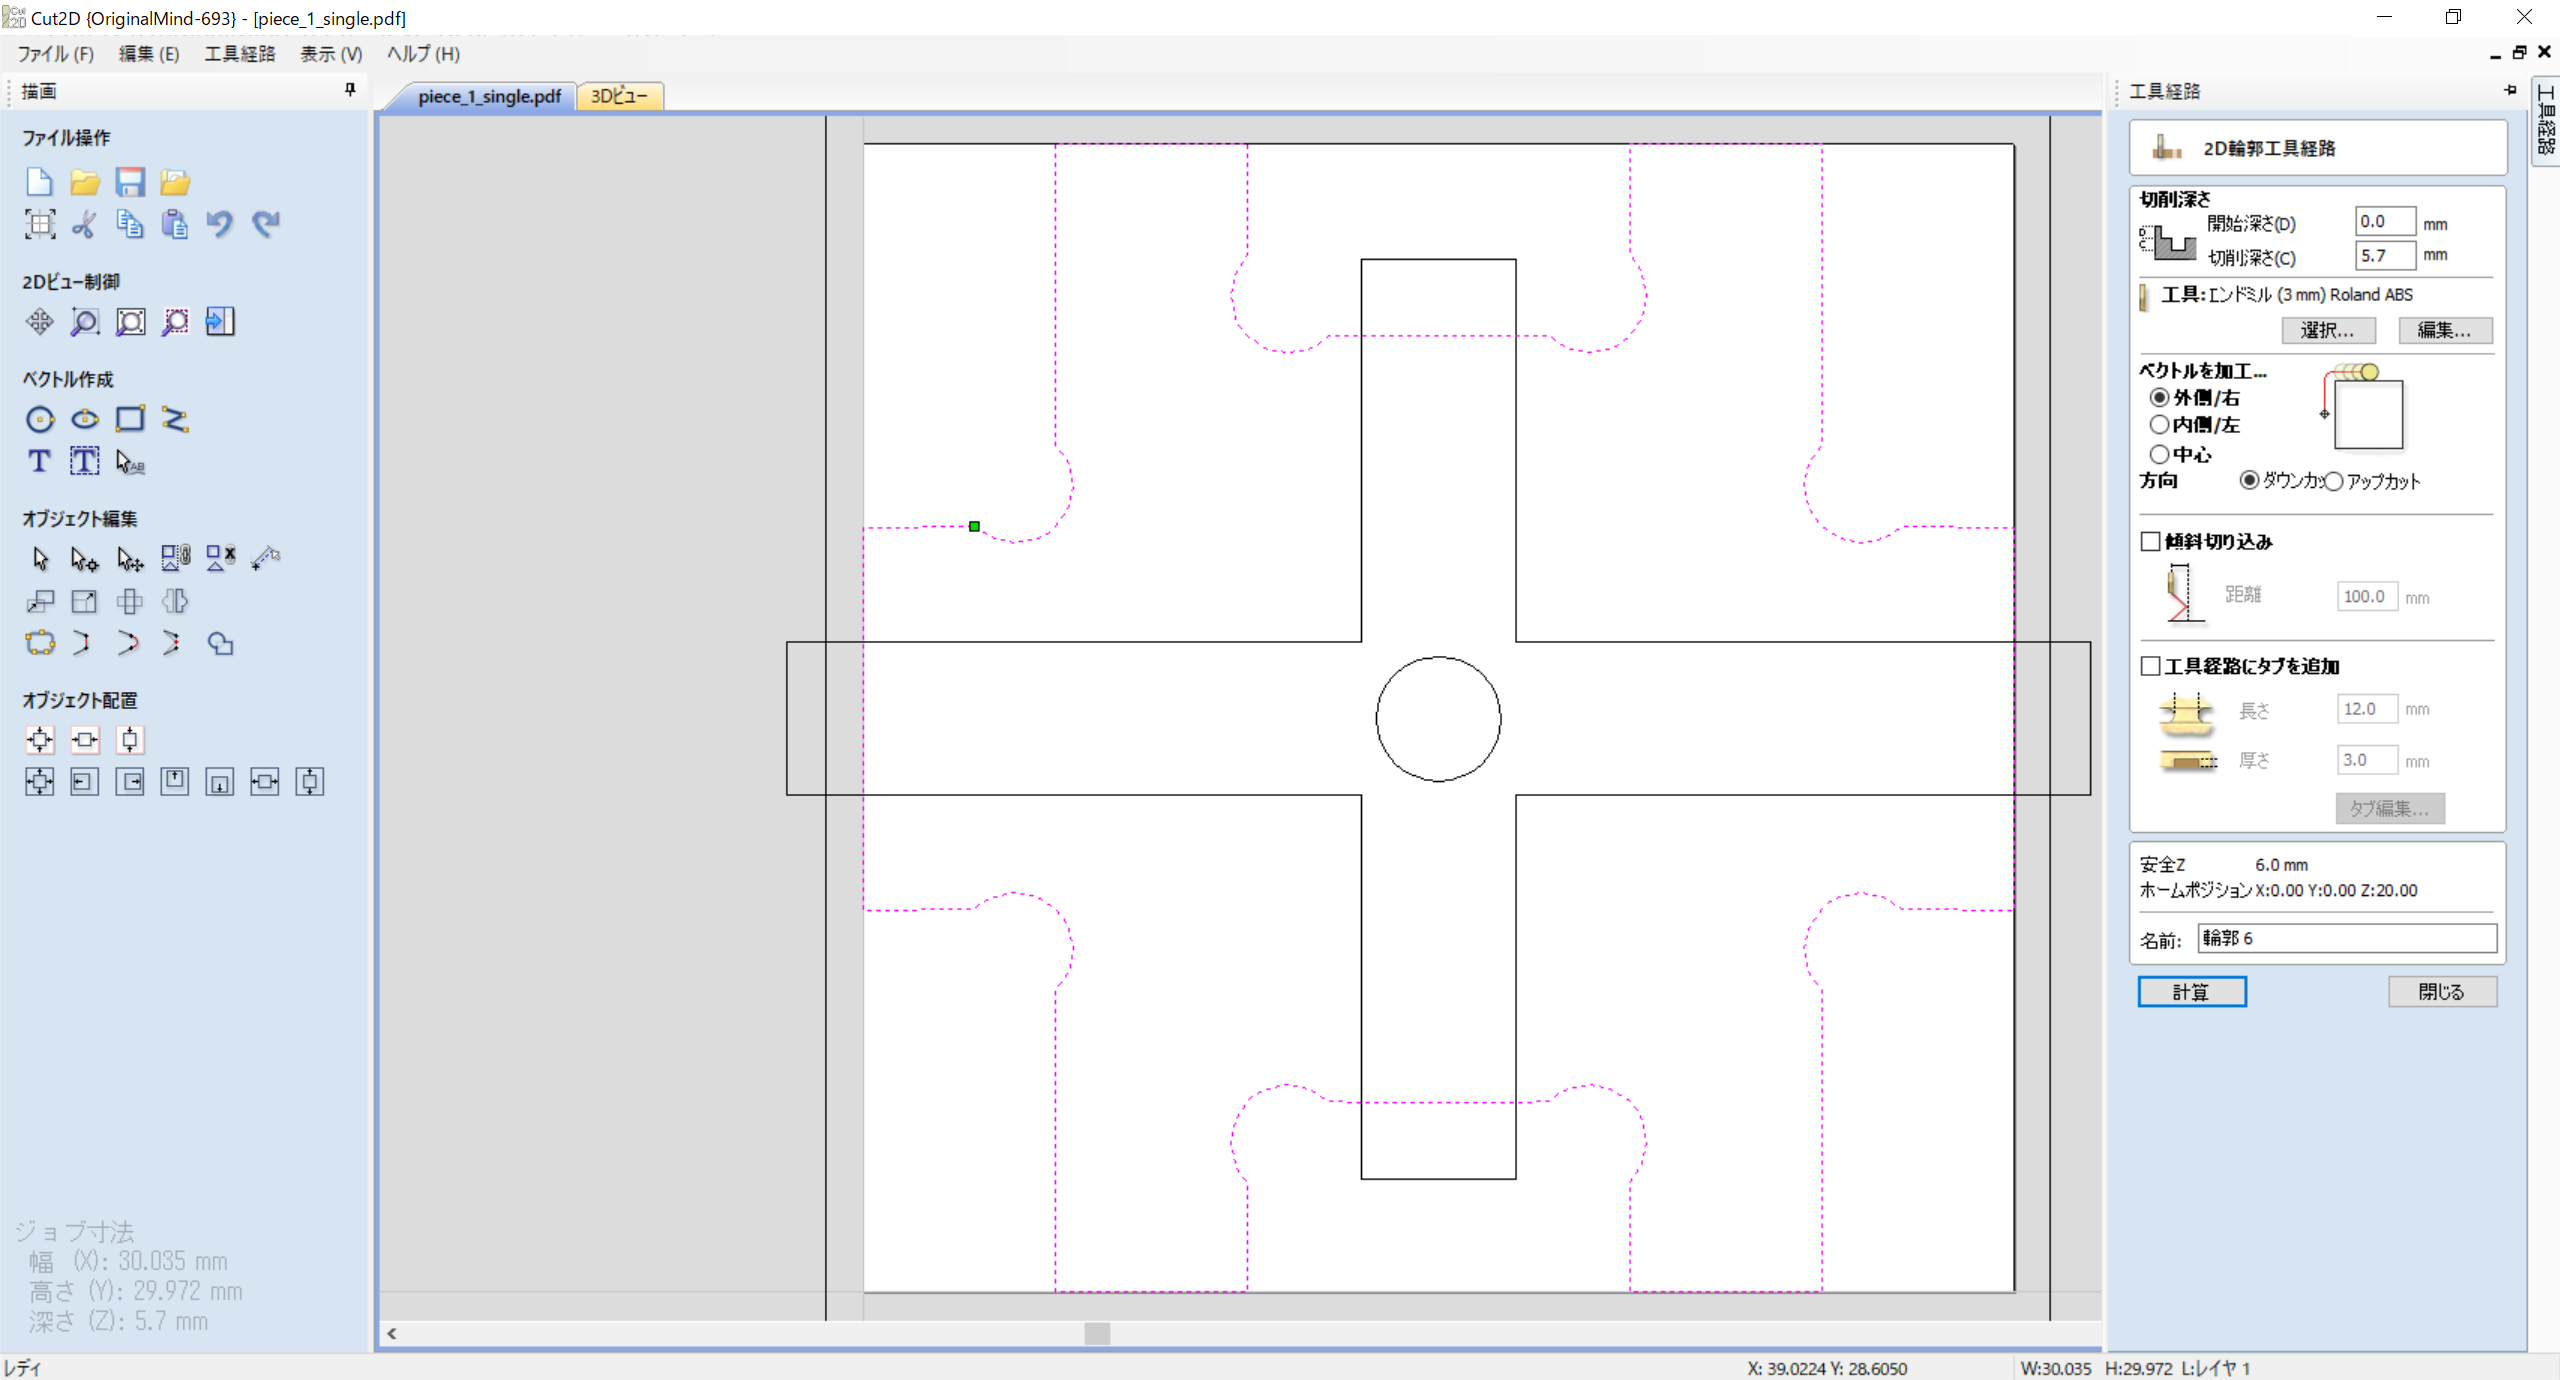 Cut2D {OriginalMind-693} - [piece_1_single.pdf]
ファイル (F) 編集 (E) 工具経路 表示 (V) ヘルプ (H)
描画
piece_1_single.pdf
3Dビュー
ファイル操作
2Dビュー制御
ベクトル作成
オブジェクト編集
オブジェクト配置
ジョブ寸法
幅 (X): 30.035 mm
高さ (Y): 29.972 mm
深さ (Z): 5.7 mm
工具経路
工具経路
2D輪郭工具経路
切削深さ
開始深さ(D) 0.0 mm
切削深さ(C) 5.7 mm
工具:エンドミル (3 mm) Roland ABS
選択... 編集...
ベクトルを加工...
外側/右
内側/左
中心
方向 ダウンカッ アップカット
傾斜切り込み
距離 100.0 mm
工具経路にタブを追加
長さ 12.0 mm
厚さ 3.0 mm
タブ編集...
安全Z 6.0 mm
ホームポジション X:0.00 Y:0.00 Z:20.00
名前: 輪郭 6
計算 閉じる
レディ
X: 39.0224 Y: 28.6050
W:30.035 H:29.972 L:レイヤ 1